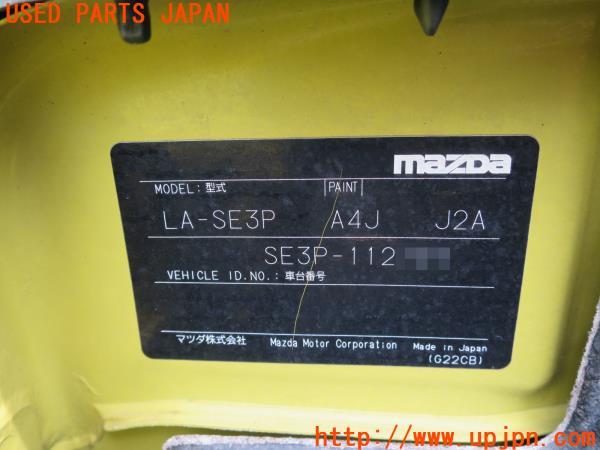 USED PARTS JAPAN
mazda
MODEL: 型式 PAINT
LA-SE3P A4J J2A
SE3P-112
VEHICLE ID.NO.: 車台番号
マツダ株式会社 Mazda Motor Corporation Made in Japan
(G22CB)
http://www.upjpn.com